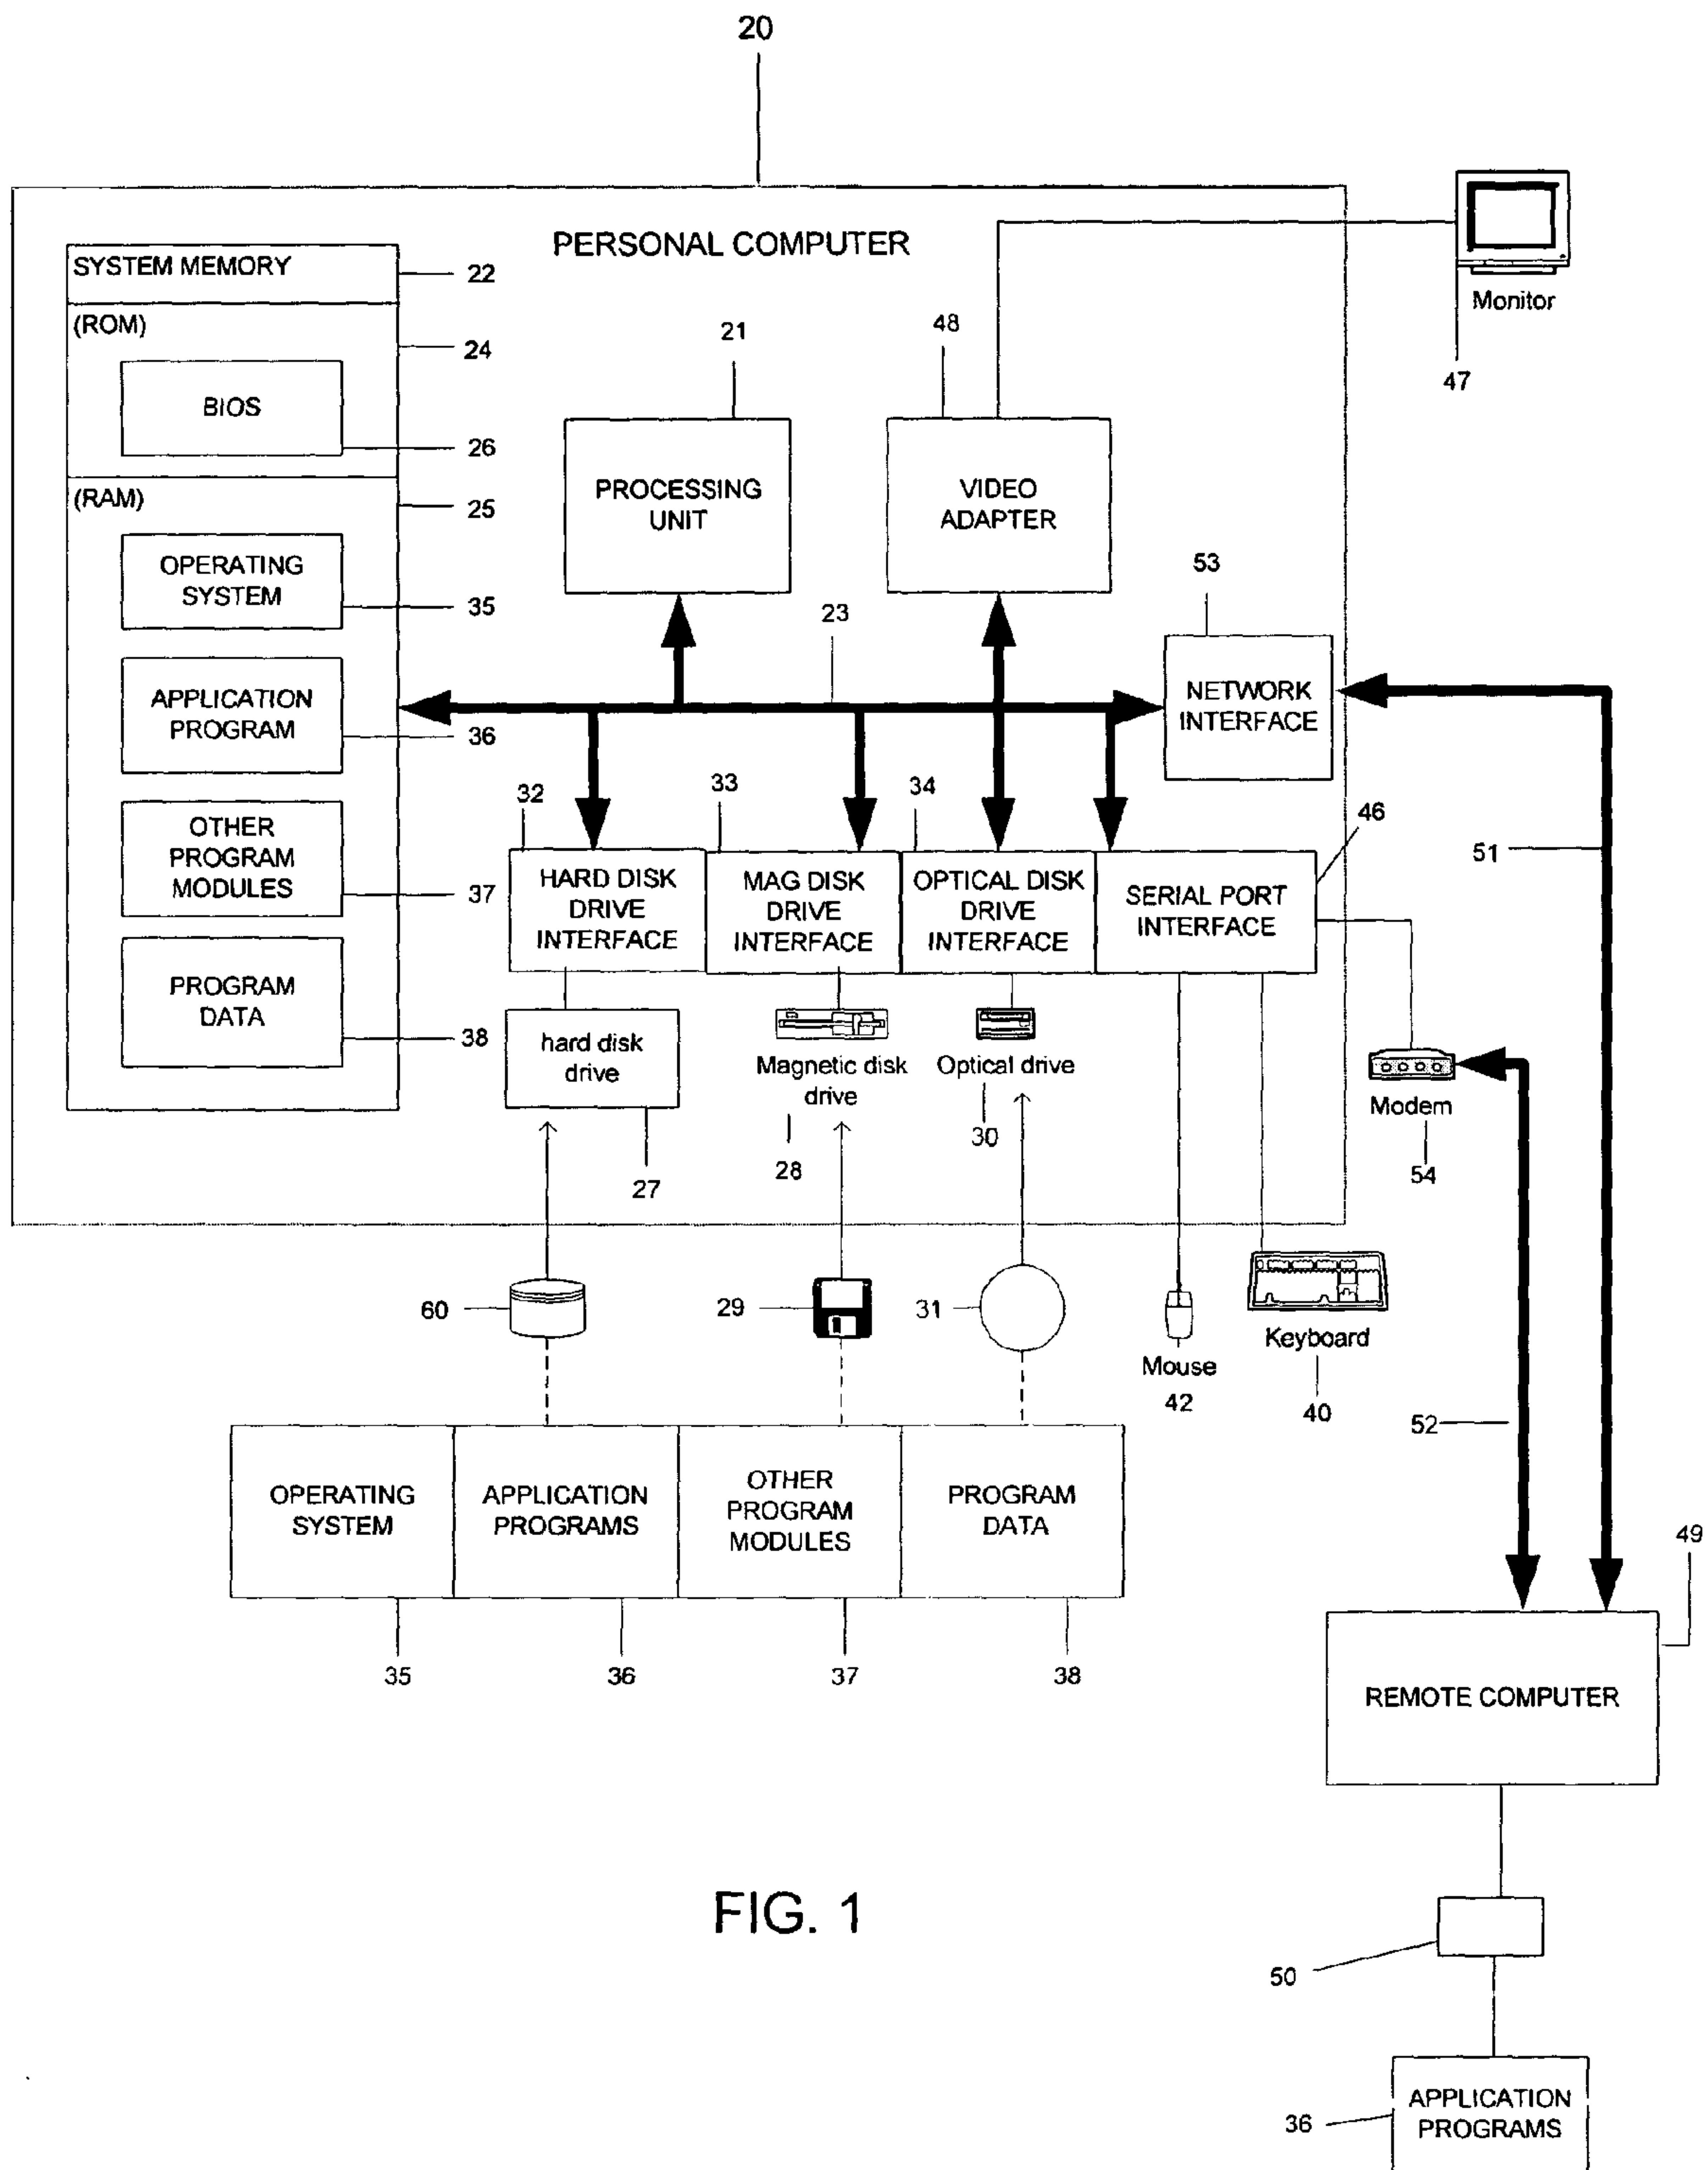 20
PERSONAL COMPUTER
SYSTEM MEMORY
22
(ROM)
24
BIOS
26
(RAM)
25
OPERATING
SYSTEM
35
APPLICATION
PROGRAM
36
OTHER
PROGRAM
MODULES
37
PROGRAM
DATA
38
21
PROCESSING
UNIT
48
VIDEO
ADAPTER
Monitor
47
23
53
NETWORK
INTERFACE
32
HARD DISK
DRIVE
INTERFACE
33
MAG DISK
DRIVE
INTERFACE
34
OPTICAL DISK
DRIVE
INTERFACE
46
SERIAL PORT
INTERFACE
51
hard disk
drive
27
Magnetic disk
drive
28
Optical drive
30
Modem
54
60
29
31
Mouse
42
Keyboard
40
52
OPERATING
SYSTEM
35
APPLICATION
PROGRAMS
36
OTHER
PROGRAM
MODULES
37
PROGRAM
DATA
38
49
REMOTE COMPUTER
50
36
APPLICATION
PROGRAMS
FIG. 1